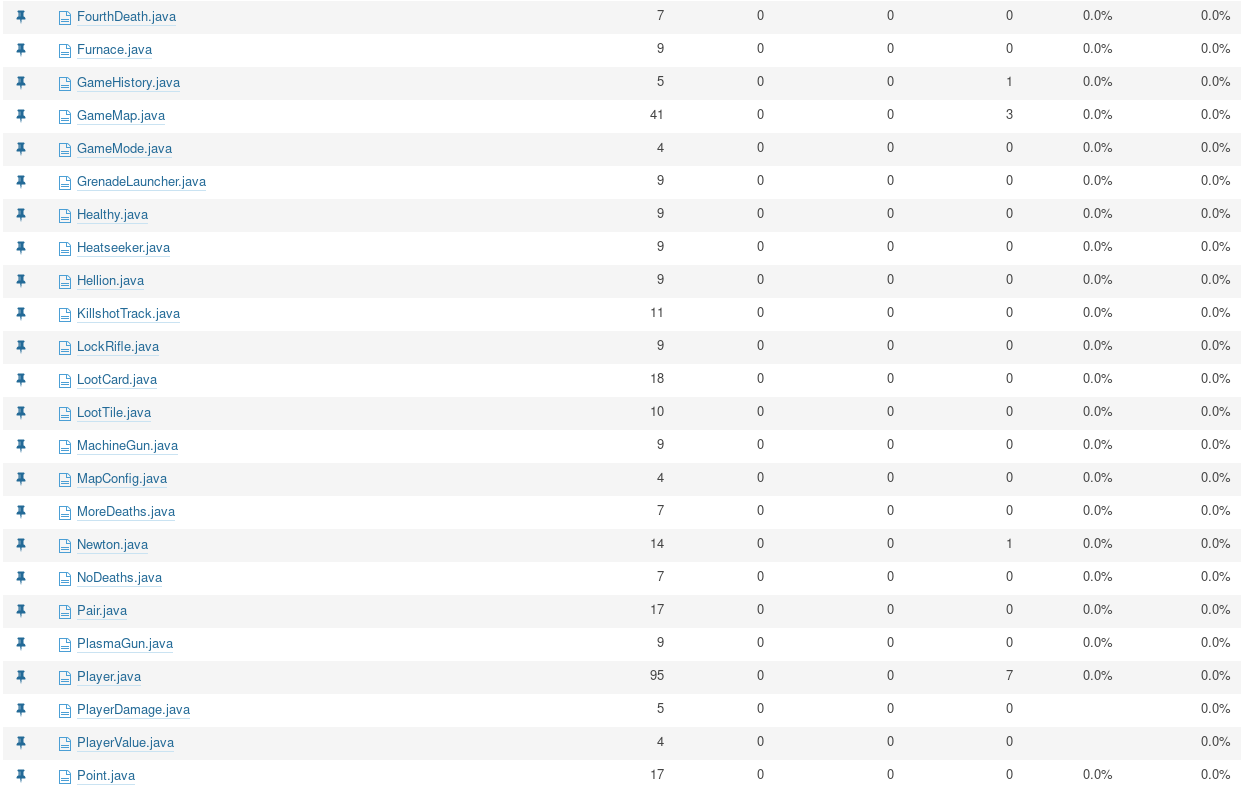 FourthDeath.java 7 0 0 0 0.0% 0.0%
Furnace.java 9 0 0 0 0.0% 0.0%
GameHistory.java 5 0 0 1 0.0% 0.0%
GameMap.java 41 0 0 3 0.0% 0.0%
GameMode.java 4 0 0 0 0.0% 0.0%
GrenadeLauncher.java 9 0 0 0 0.0% 0.0%
Healthy.java 9 0 0 0 0.0% 0.0%
Heatseeker.java 9 0 0 0 0.0% 0.0%
Hellion.java 9 0 0 0 0.0% 0.0%
KillshotTrack.java 11 0 0 0 0.0% 0.0%
LockRifle.java 9 0 0 0 0.0% 0.0%
LootCard.java 18 0 0 0 0.0% 0.0%
LootTile.java 10 0 0 0 0.0% 0.0%
MachineGun.java 9 0 0 0 0.0% 0.0%
MapConfig.java 4 0 0 0 0.0% 0.0%
MoreDeaths.java 7 0 0 0 0.0% 0.0%
Newton.java 14 0 0 1 0.0% 0.0%
NoDeaths.java 7 0 0 0 0.0% 0.0%
Pair.java 17 0 0 0 0.0% 0.0%
PlasmaGun.java 9 0 0 0 0.0% 0.0%
Player.java 95 0 0 7 0.0% 0.0%
PlayerDamage.java 5 0 0 0 0.0%
PlayerValue.java 4 0 0 0 0.0%
Point.java 17 0 0 0 0.0% 0.0%